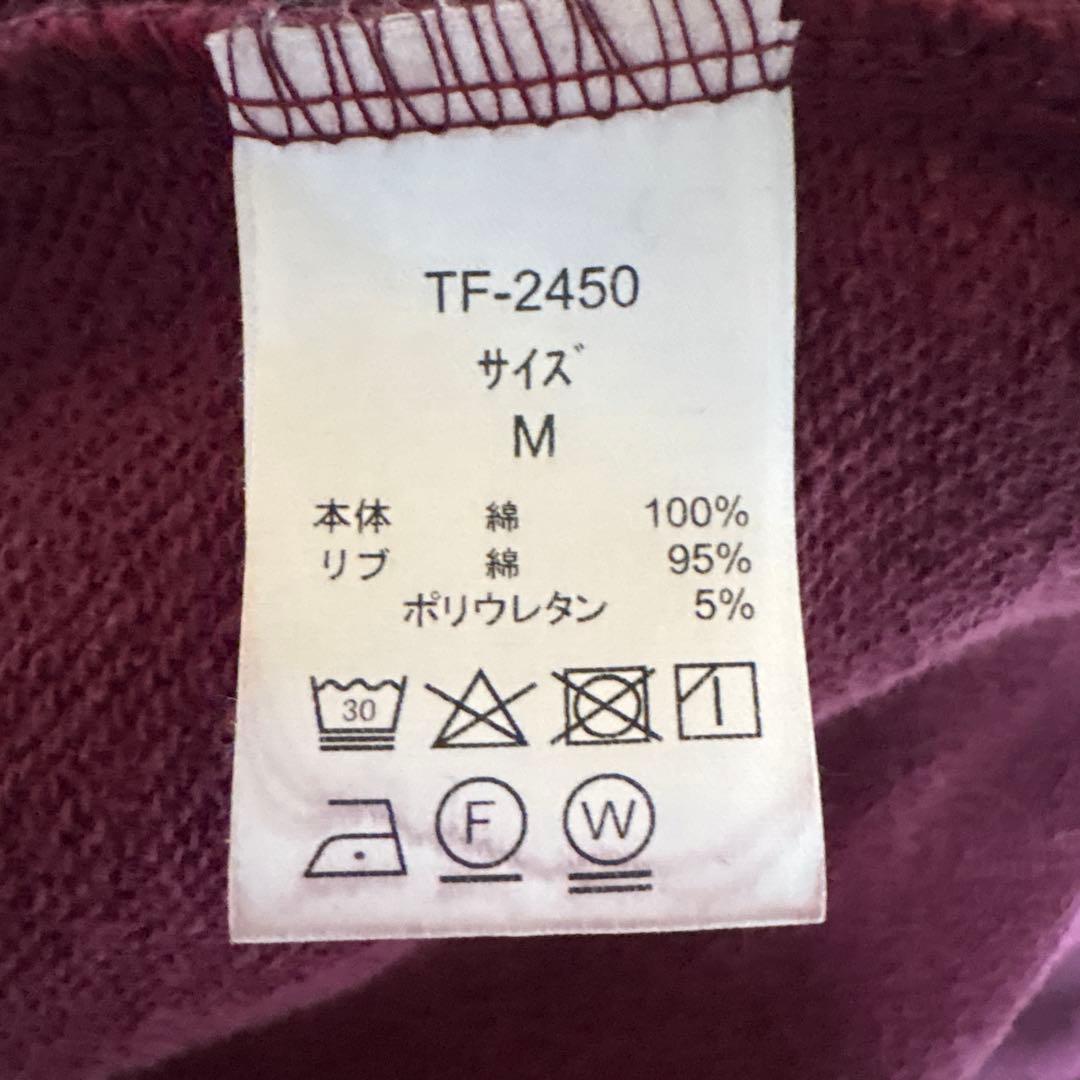 TF-2450
サイズ
M
本体 綿 100%
リブ 綿 95%
ポリウレタン 5%
30
F W